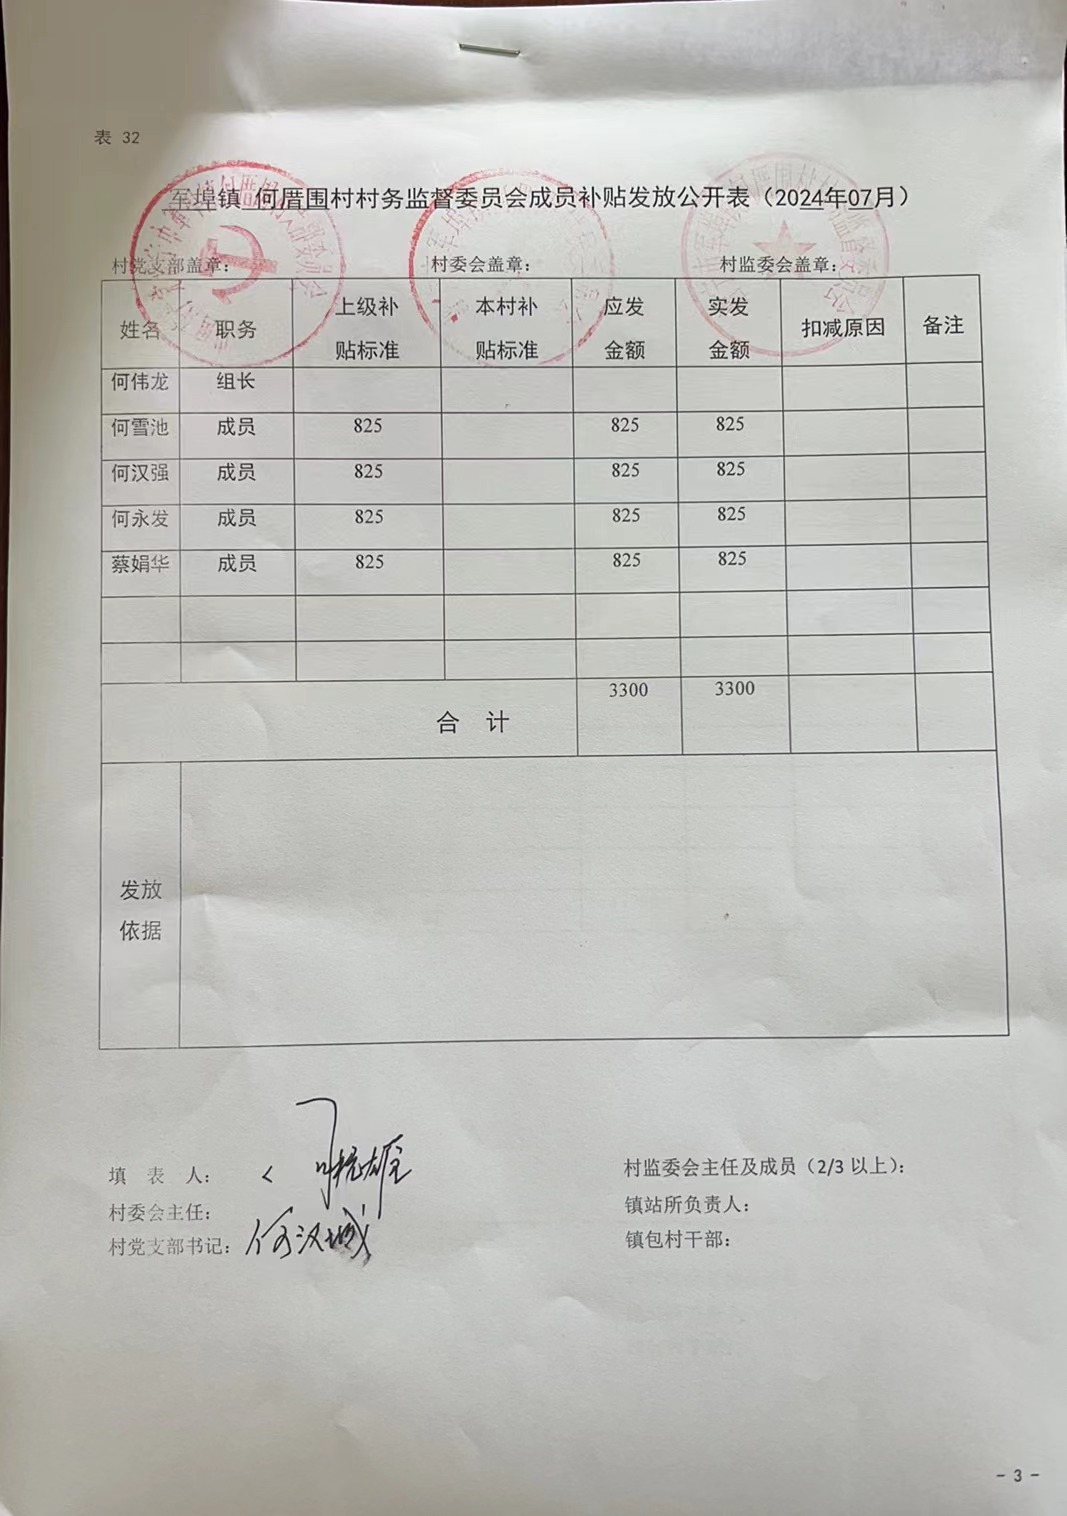 表 32
军埠镇 何厝围村村务监督委员会成员补贴发放公开表（2024年07月）
村党支部盖章： 村委会盖章： 村监委会盖章：
姓名 职务 上级补贴标准 本村补贴标准 应发金额 实发金额 扣减原因 备注
何伟龙 组长
何雪池 成员 825 825 825
何汉强 成员 825 825 825
何永发 成员 825 825 825
蔡娟华 成员 825 825 825
合 计 3300 3300
发放依据
填 表 人： 村监委会主任及成员（2/3 以上）：
村委会主任： 镇站所负责人：
村党支部书记：何汉城 镇包村干部：
- 3 -